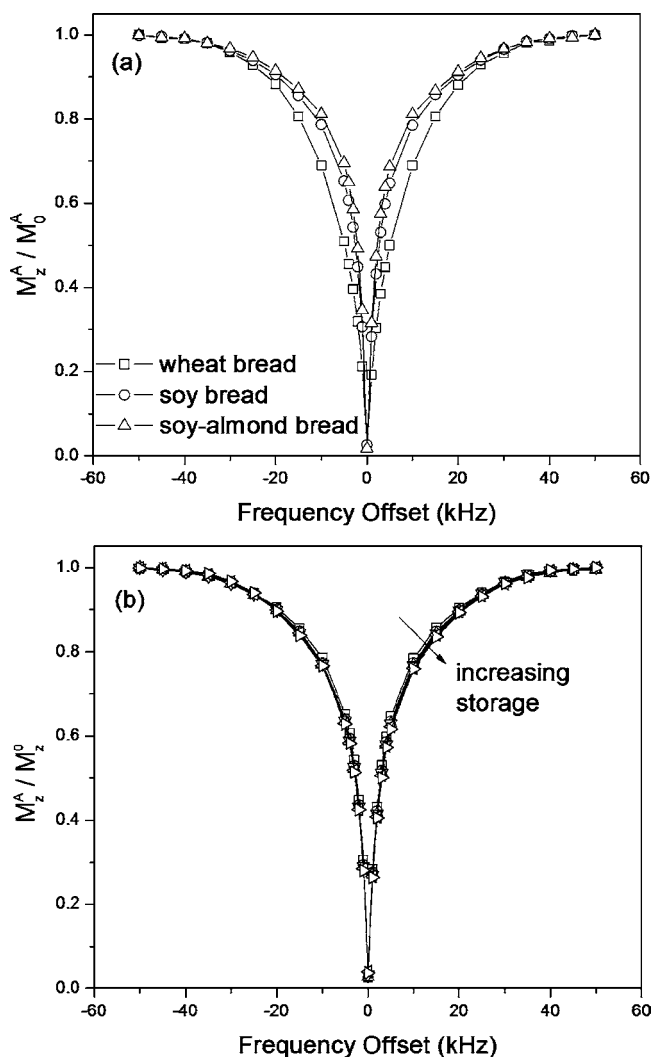 (a)
1.0
0.8
0.6
0.4
0.2
0.0
M_z^A / M_0^A
wheat bread
soy bread
soy-almond bread
-60 -40 -20 0 20 40 60
Frequency Offset (kHz)
(b)
1.0
0.8
0.6
0.4
0.2
0.0
M_z^A / M_z^0
increasing
storage
-60 -40 -20 0 20 40 60
Frequency Offset (kHz)